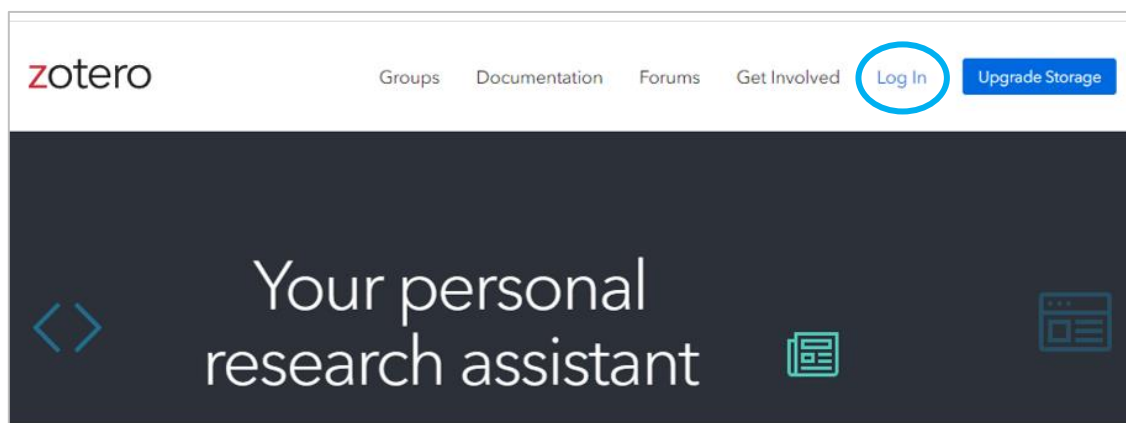 zotero
Groups Documentation Forums Get Involved Log In Upgrade Storage
Your personal
research assistant